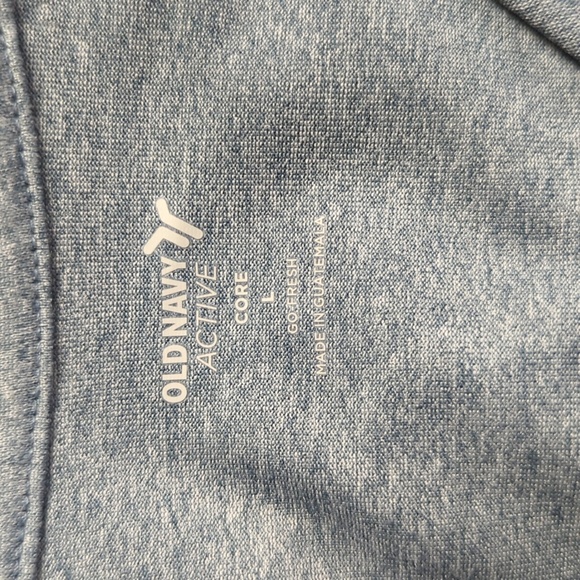 OLD NAVY
ACTIVE
CORE
L
GO-FRESH
MADE IN GUATEMALA